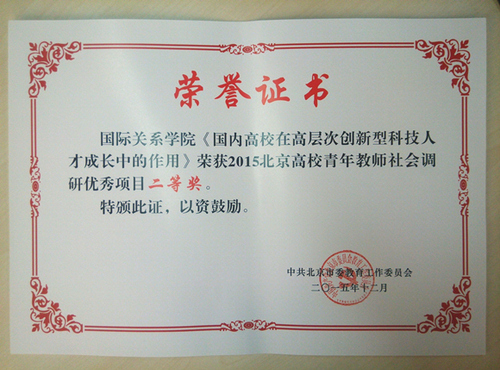 荣誉证书
国际关系学院《国内高校在高层次创新型科技人
才成长中的作用》荣获2015北京高校青年教师社会调
研优秀项目二等奖。
特颁此证，以资鼓励。
中共北京市委教育工作委员会
二〇一五年十二月